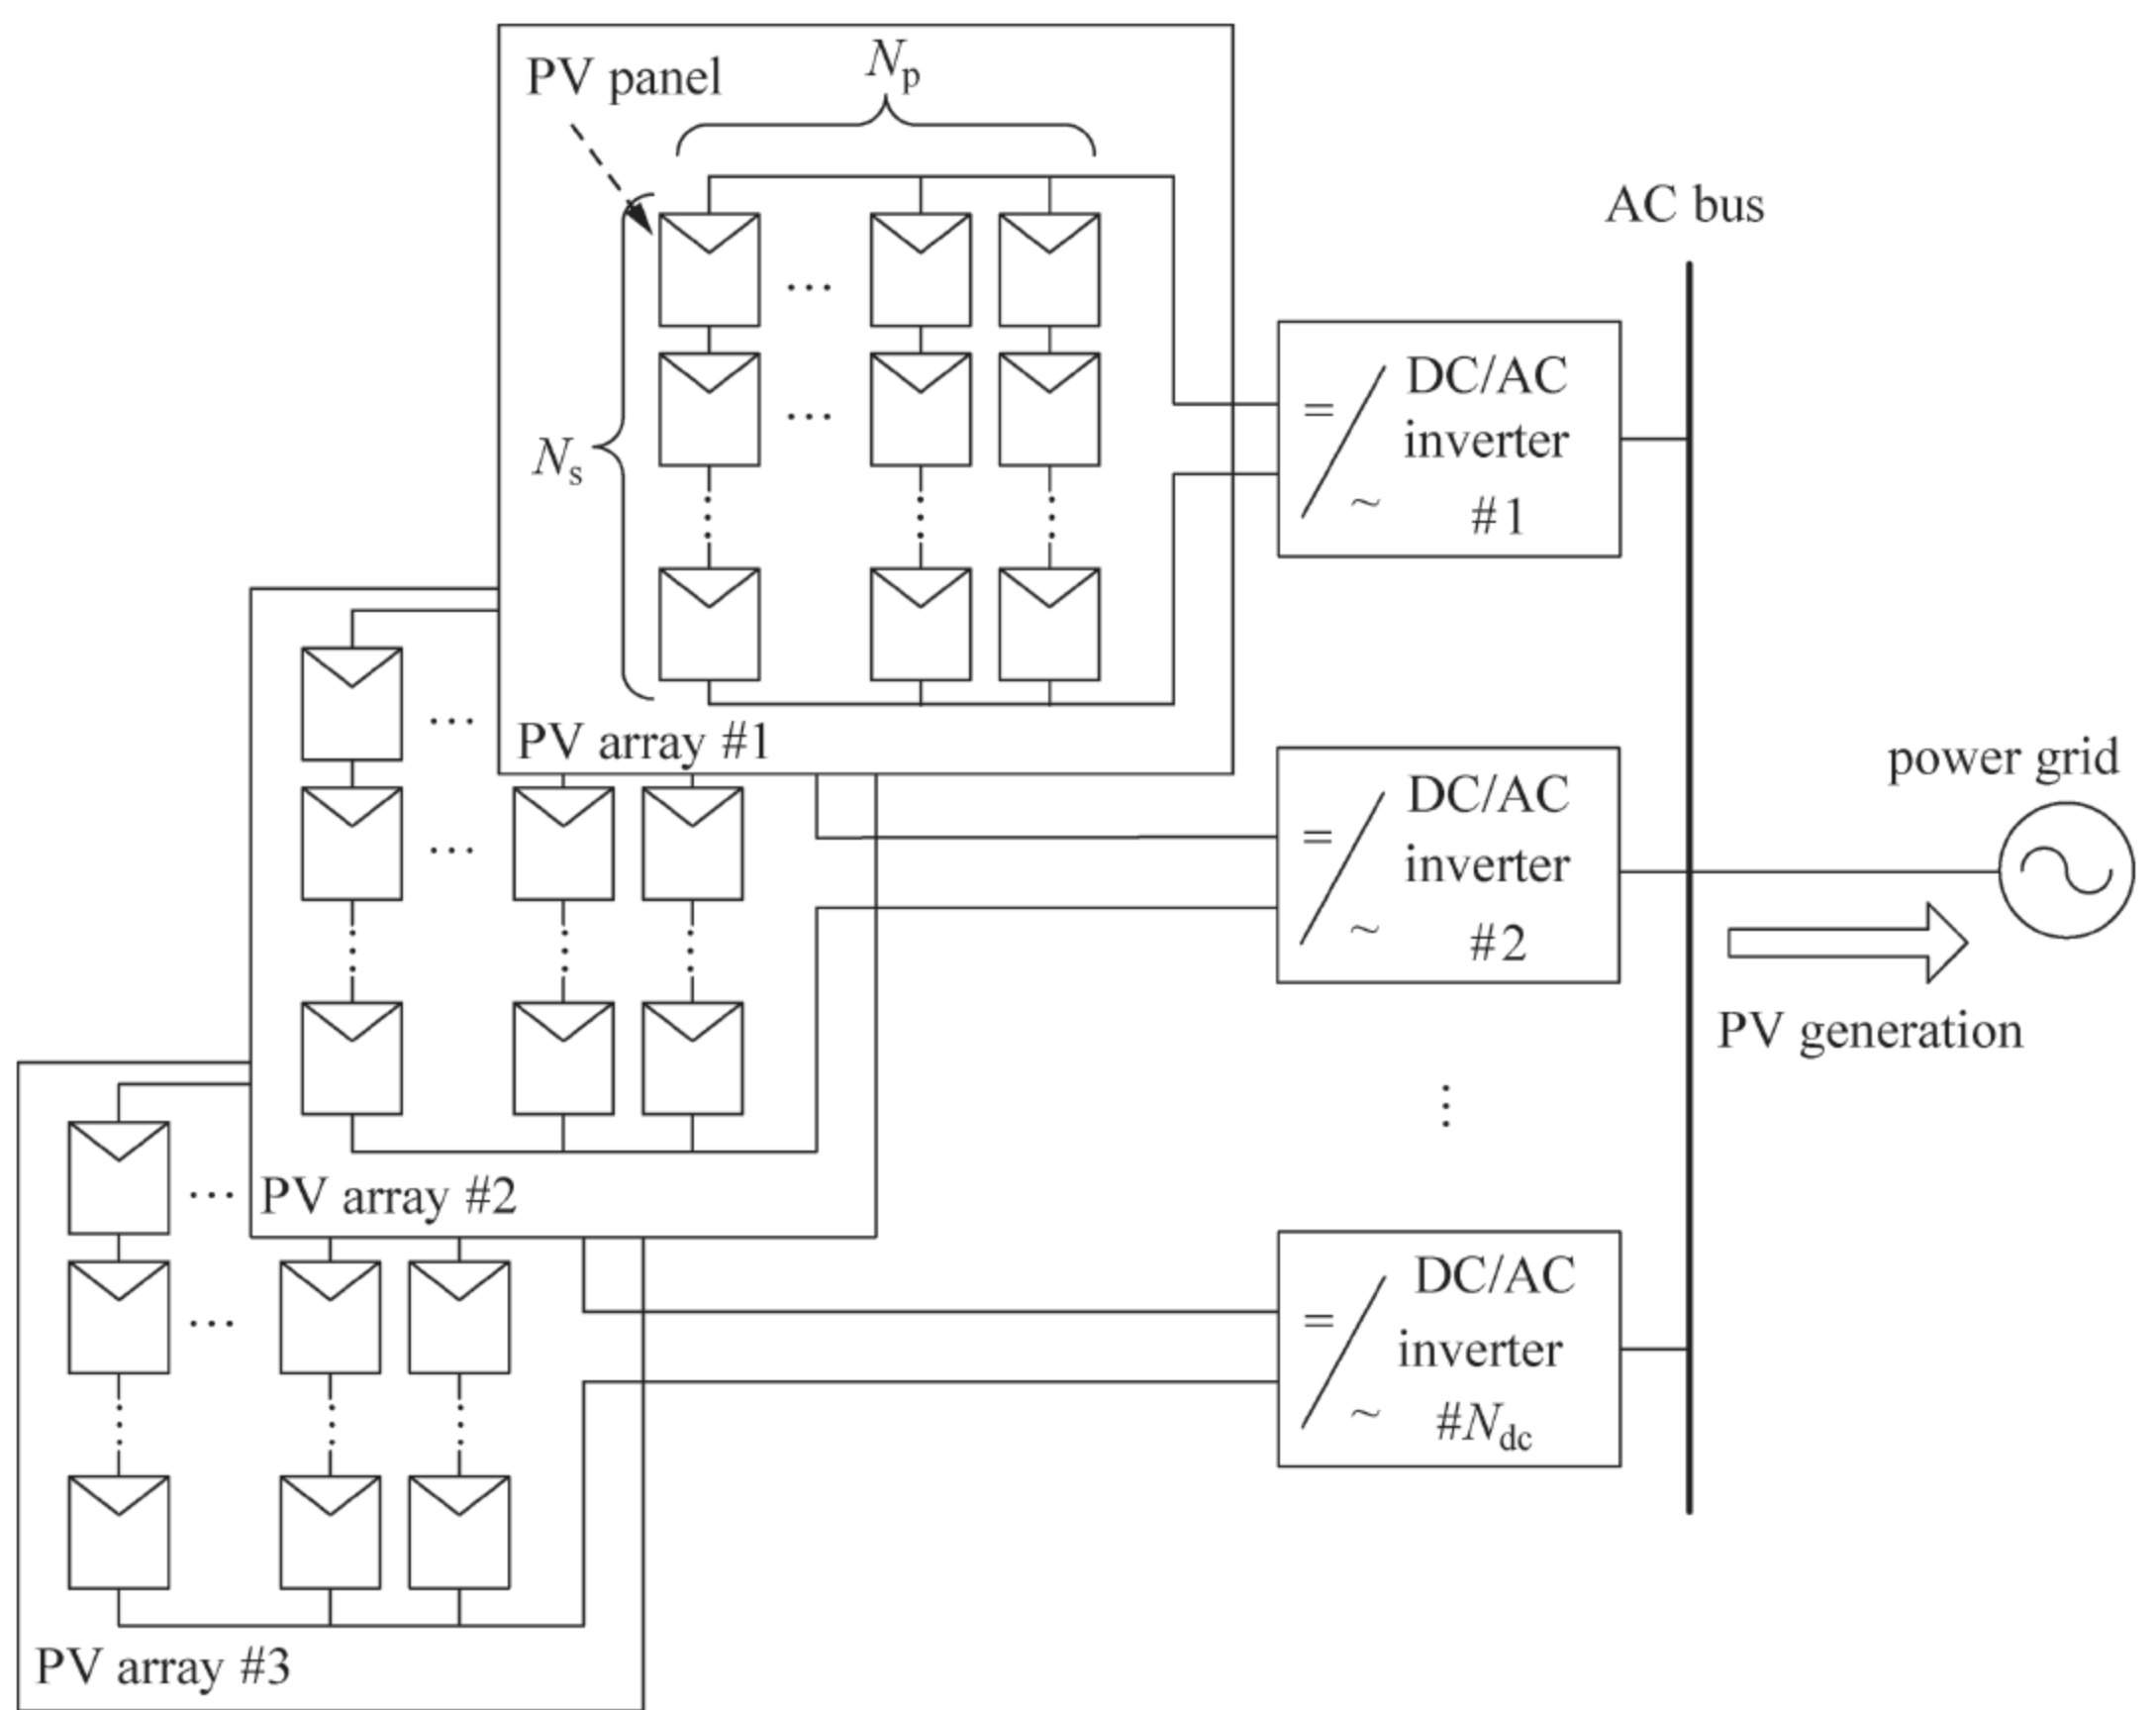 PV panel
Np
Ns
PV array #1
PV array #2
PV array #3
DC/AC
inverter
#1
DC/AC
inverter
#2
DC/AC
inverter
#Ndc
AC bus
power grid
PV generation